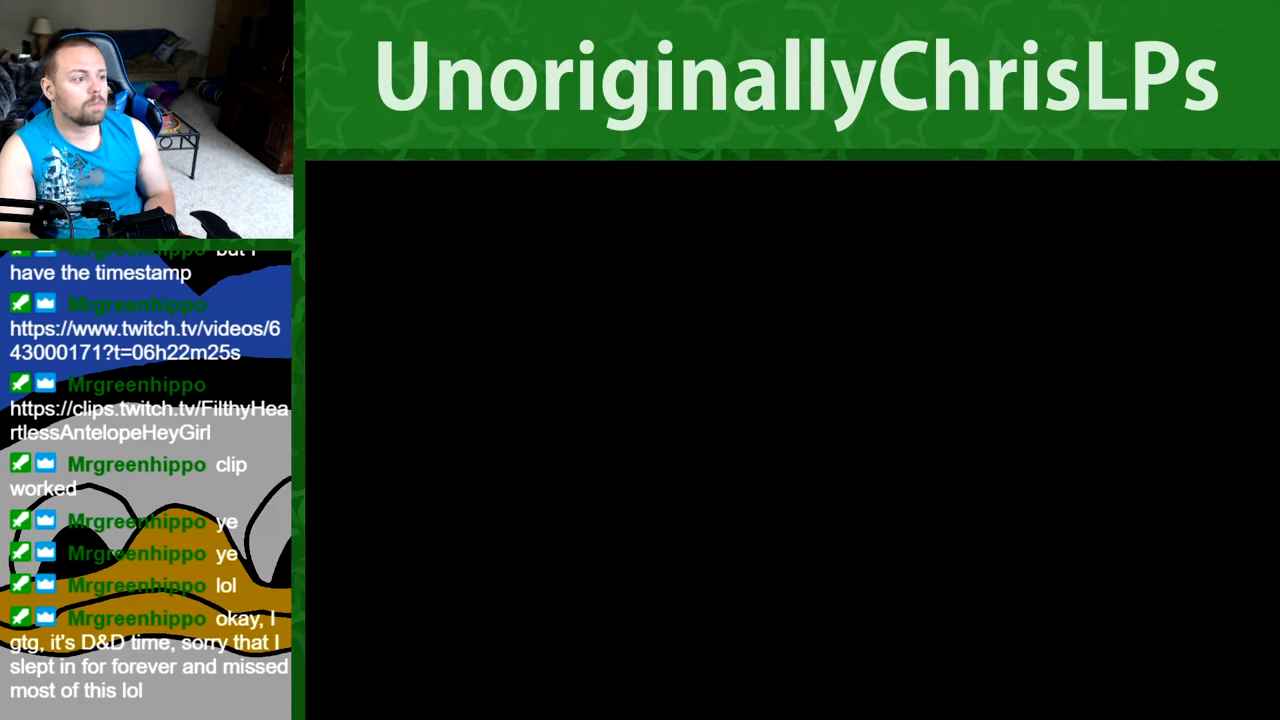 UnoriginallyChrisLPs
Mrgreenhippo but I
have the timestamp
Mrgreenhippo
https://www.twitch.tv/videos/6
43000171?t=06h22m25s
Mrgreenhippo
https://clips.twitch.tv/FilthyHea
rtlessAntelopeHeyGirl
Mrgreenhippo clip
worked
Mrgreenhippo ye
Mrgreenhippo ye
Mrgreenhippo lol
Mrgreenhippo okay, I
gtg, it's D&D time, sorry that I
slept in for forever and missed
most of this lol